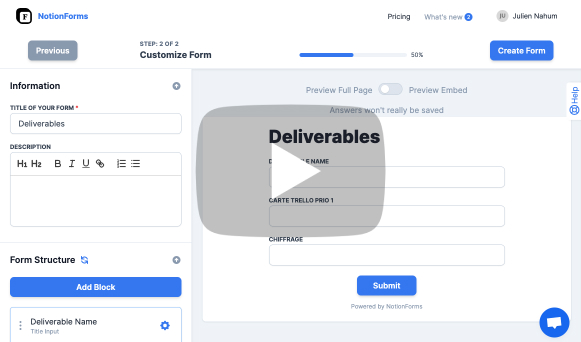 NotionForms
Pricing
What's new 2
JU Julien Nahum
Previous
STEP: 2 OF 2
Customize Form
50%
Create Form
Information
TITLE OF YOUR FORM *
Deliverables
DESCRIPTION
H1 H2 B I U
Form Structure
Add Block
Deliverable Name
Title Input
Preview Full Page
Preview Embed
Answers won't really be saved
Deliverables
NAME
CARTE TRELLO PRIO 1
CHIFFRAGE
Submit
Powered by NotionForms
Help